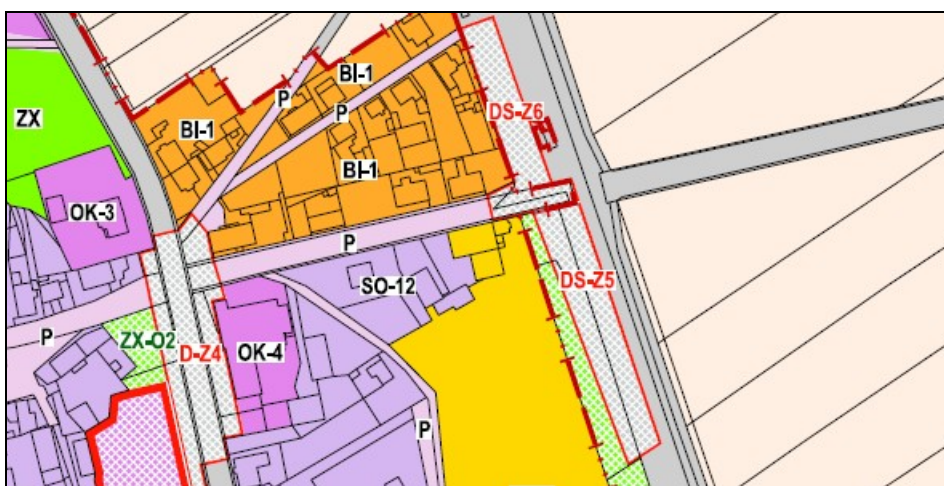 BI-1
P
P
DS-Z6
ZX
BI-1
BI-1
OK-3
P
DS-Z5
SO-12
P
ZX-O2
D-Z4
OK-4
P